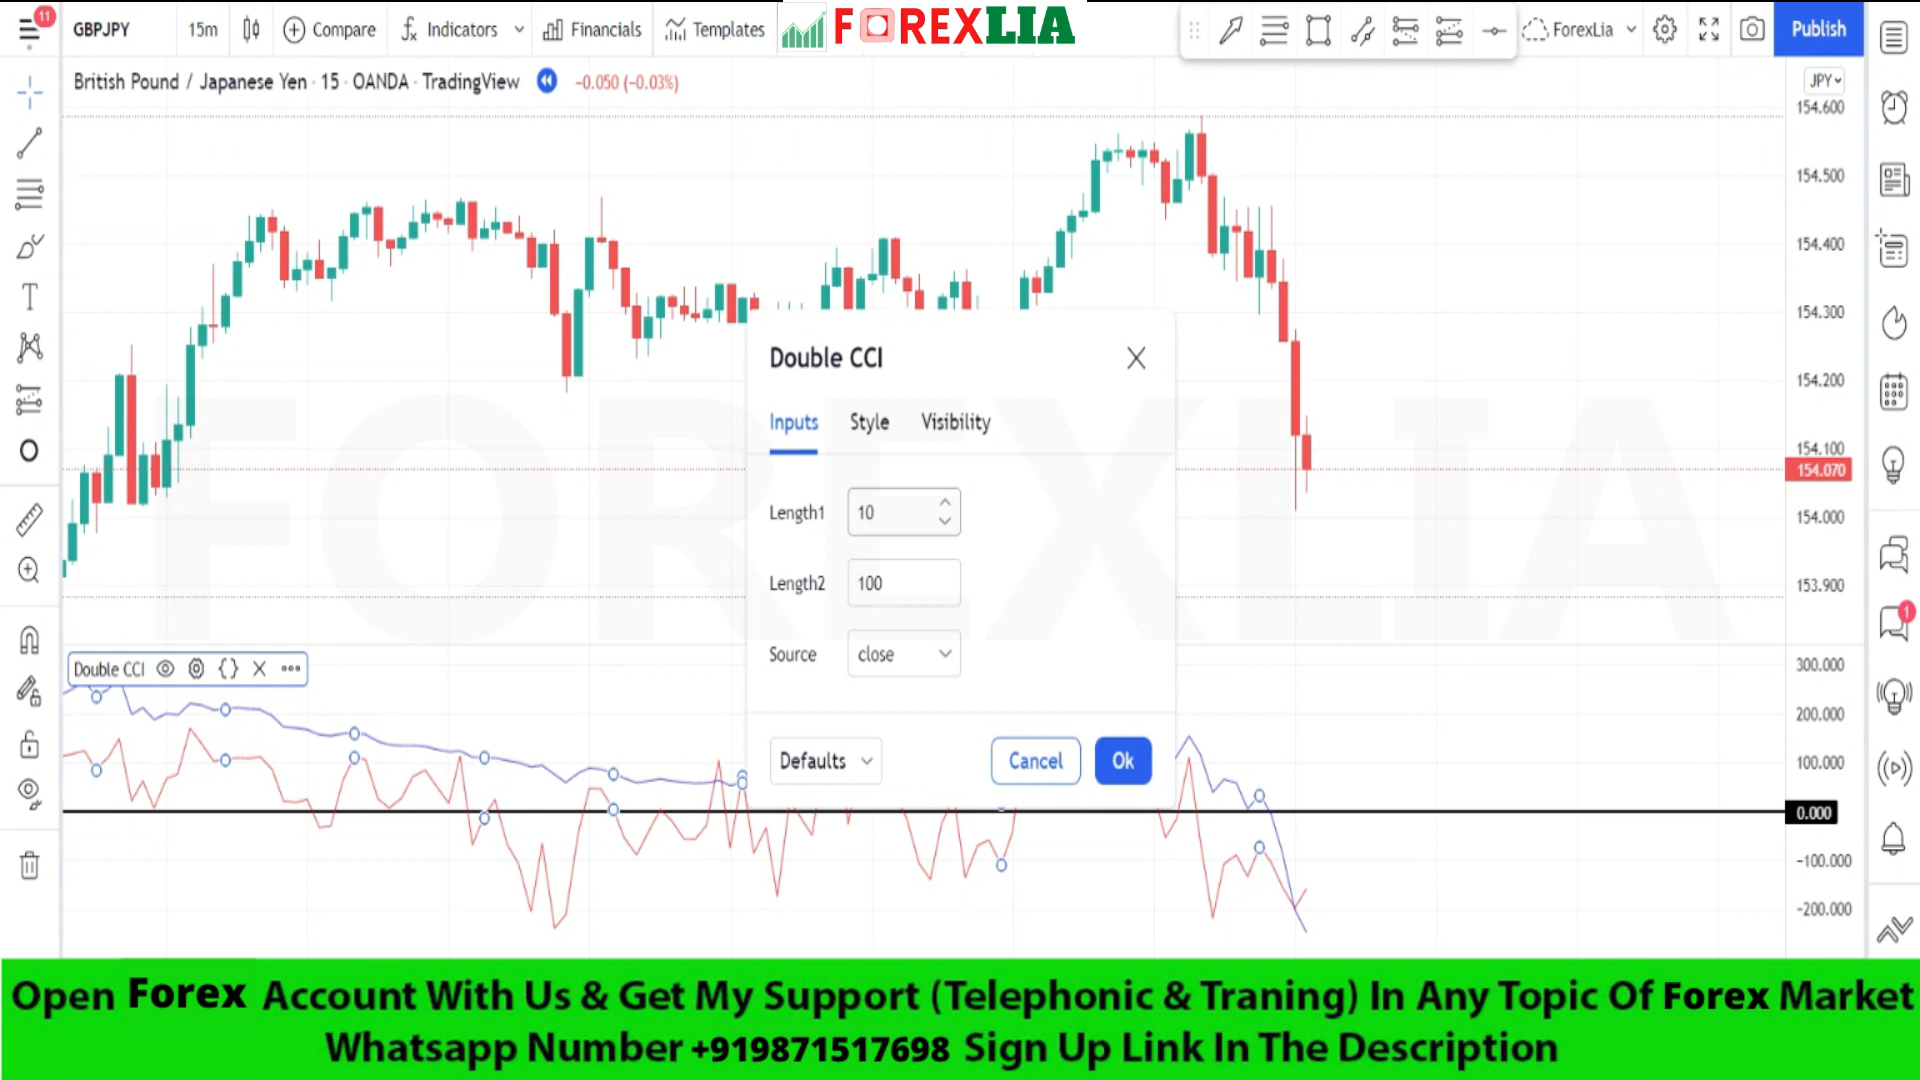 11
GBPJPY
15m
Compare
Indicators
Financials
Templates
FOREXLIA
ForexLia
Publish
British Pound / Japanese Yen · 15 · OANDA · TradingView
−0.050 (−0.03%)
JPY
154.600
154.500
154.400
154.300
154.200
154.100
154.070
154.000
153.900
FOREXLIA
Double CCI
Inputs
Style
Visibility
Length1
10
Length2
100
Source
close
Defaults
Cancel
Ok
Double CCI
1
300.000
200.000
100.000
0.000
−100.000
−200.000
Open Forex Account With Us & Get My Support (Telephonic & Traning) In Any Topic Of Forex Market
Whatsapp Number +919871517698 Sign Up Link In The Description